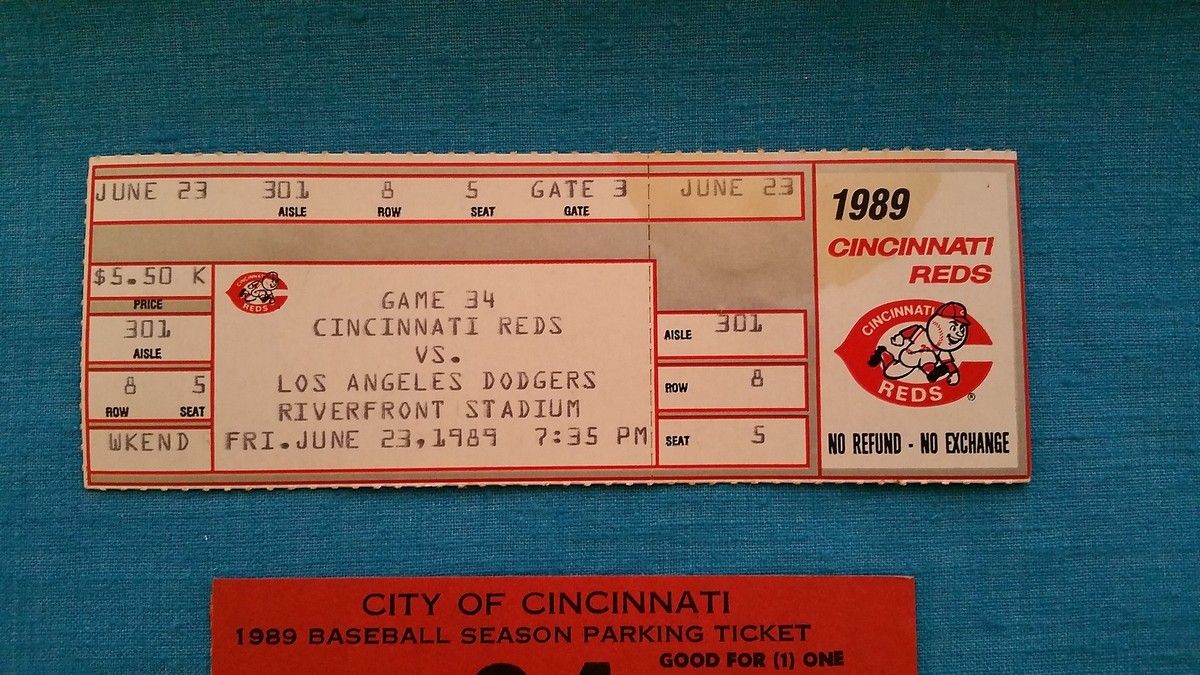 JUNE 23 301 8 5 GATE 3 JUNE 23
AISLE ROW SEAT GATE
$5.50 K
PRICE
301
AISLE
8 5
ROW SEAT
WKEND
CINCINNATI
REDS
GAME 34
CINCINNATI REDS
VS.
LOS ANGELES DODGERS
RIVERFRONT STADIUM
FRI.JUNE 23,1989 7:35 PM
AISLE 301
ROW 8
SEAT 5
1989
CINCINNATI
REDS
CINCINNATI
REDS
®
NO REFUND - NO EXCHANGE
CITY OF CINCINNATI
1989 BASEBALL SEASON PARKING TICKET
GOOD FOR (1) ONE